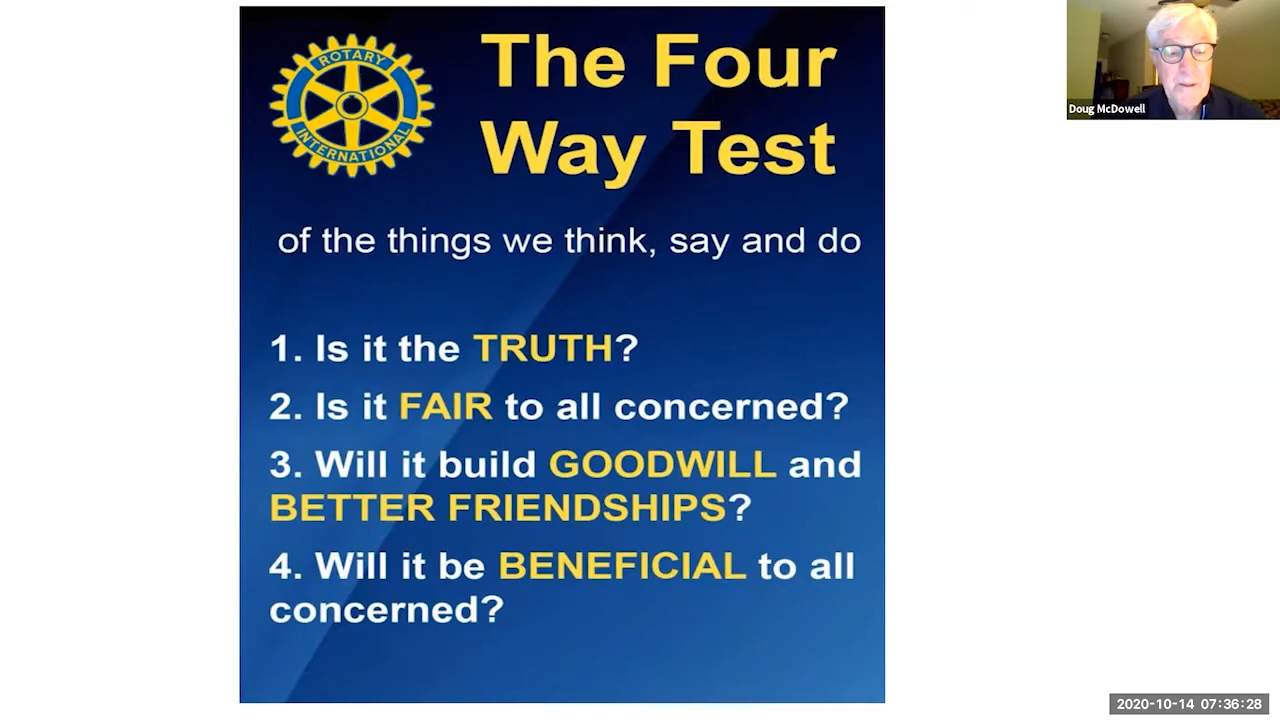 ROTARY
INTERNATIONAL
The Four
Way Test
of the things we think, say and do
1. Is it the TRUTH?
2. Is it FAIR to all concerned?
3. Will it build GOODWILL and
BETTER FRIENDSHIPS?
4. Will it be BENEFICIAL to all
concerned?
Doug McDowell
2020-10-14 07:36:28